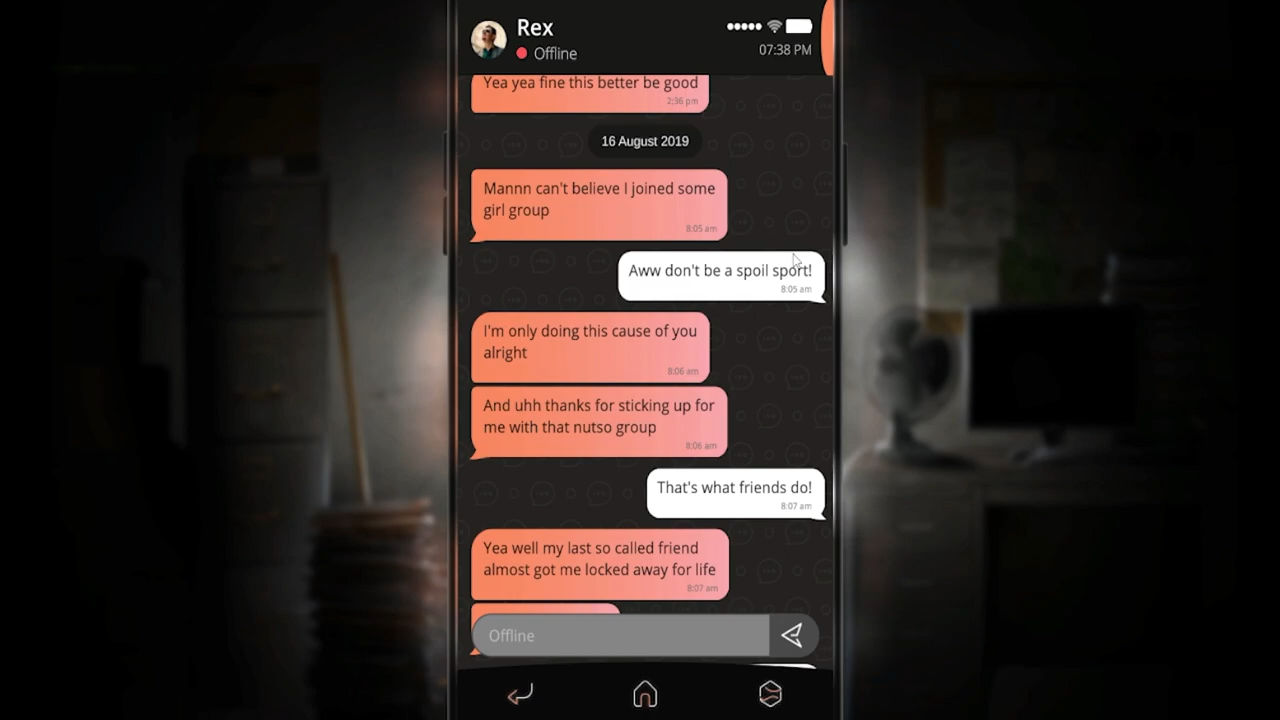 Rex
Offline
07:38 PM
Yea yea fine this better be good
2:36 pm
16 August 2019
Mannn can't believe I joined some
girl group
8:05 am
Aww don't be a spoil sport!
8:05 am
I'm only doing this cause of you
alright
8:06 am
And uhh thanks for sticking up for
me with that nutso group
8:06 am
That's what friends do!
8:07 am
Yea well my last so called friend
almost got me locked away for life
8:07 am
Offline